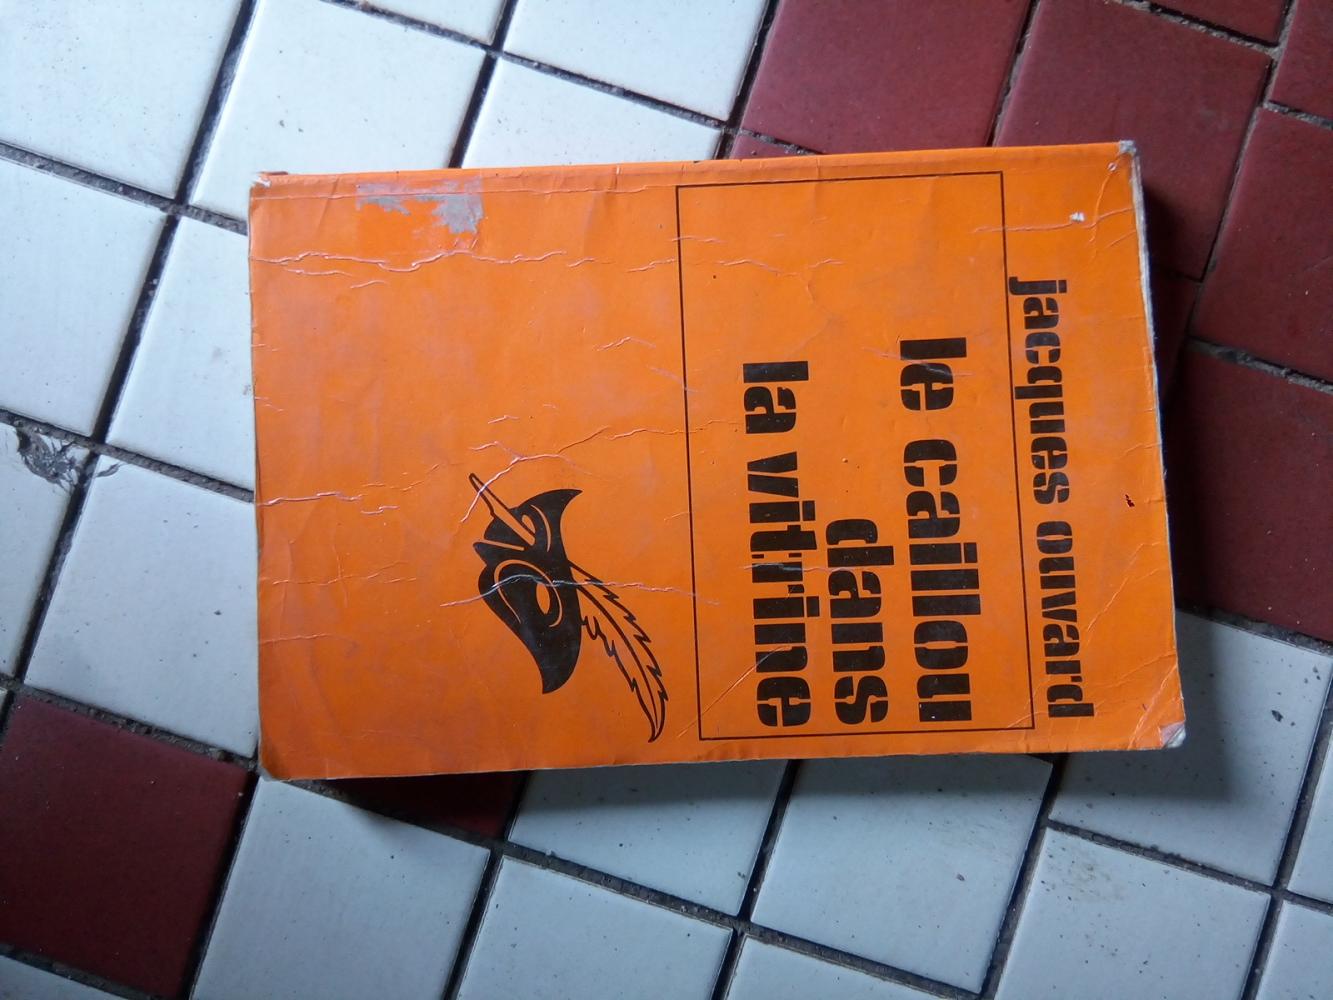 jacques ouvard
le caillou
dans
la vitrine